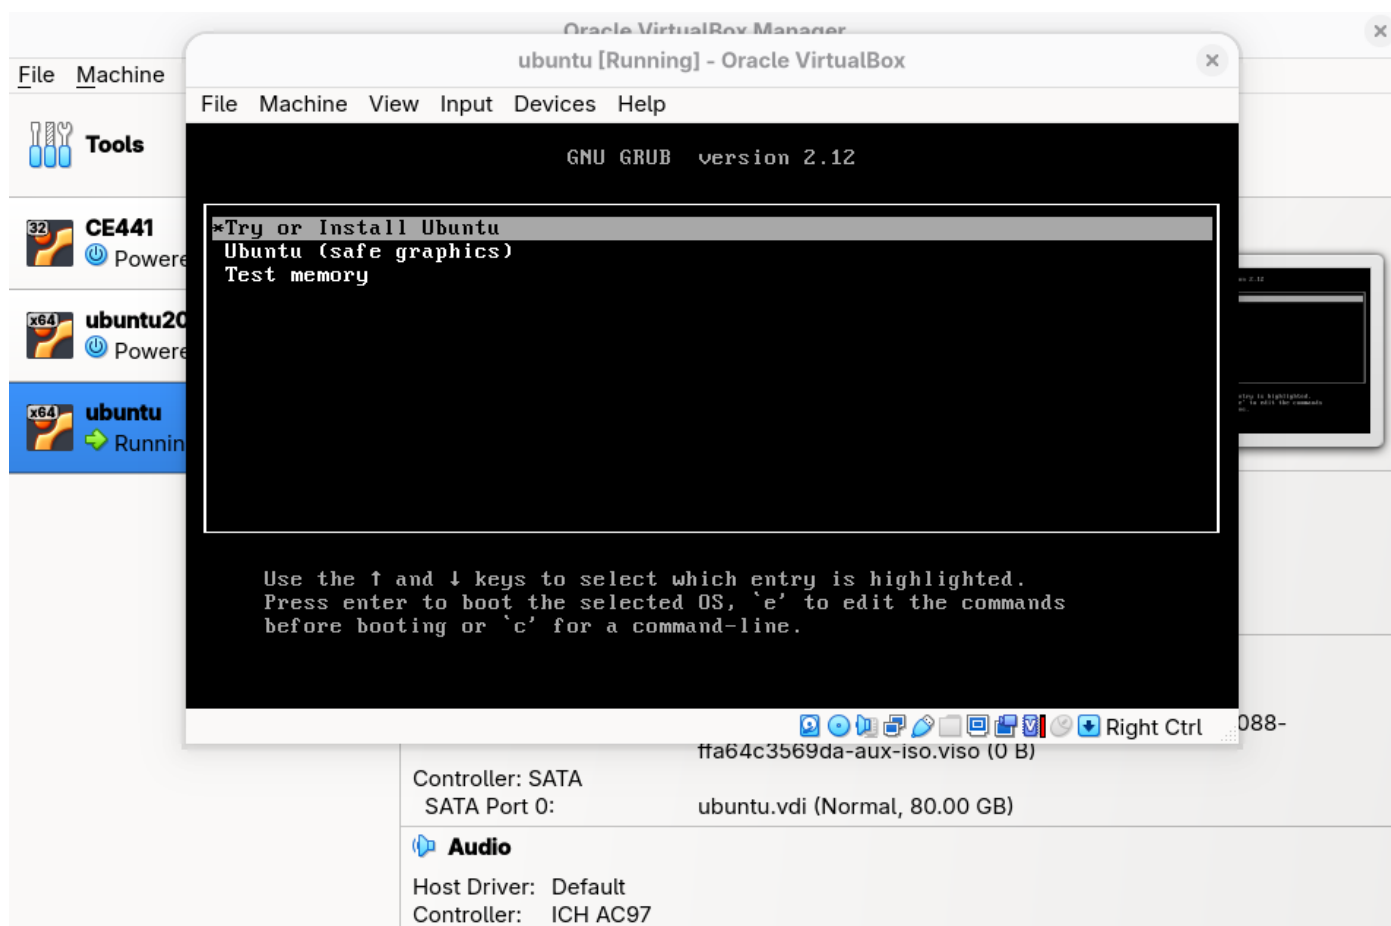 Oracle VirtualBox Manager
ubuntu [Running] - Oracle VirtualBox
File Machine
File Machine View Input Devices Help
Tools
GNU GRUB version 2.12
32
CE441
*Try or Install Ubuntu
Ubuntu (safe graphics)
Test memory
x64
ubuntu20
x64
ubuntu
Use the ↑ and ↓ keys to select which entry is highlighted.
Press enter to boot the selected OS, `e' to edit the commands
before booting or `c' for a command-line.
Right Ctrl
088-
ffa64c3569da-aux-iso.viso (0 B)
Controller: SATA
SATA Port 0: ubuntu.vdi (Normal, 80.00 GB)
Audio
Host Driver: Default
Controller: ICH AC97